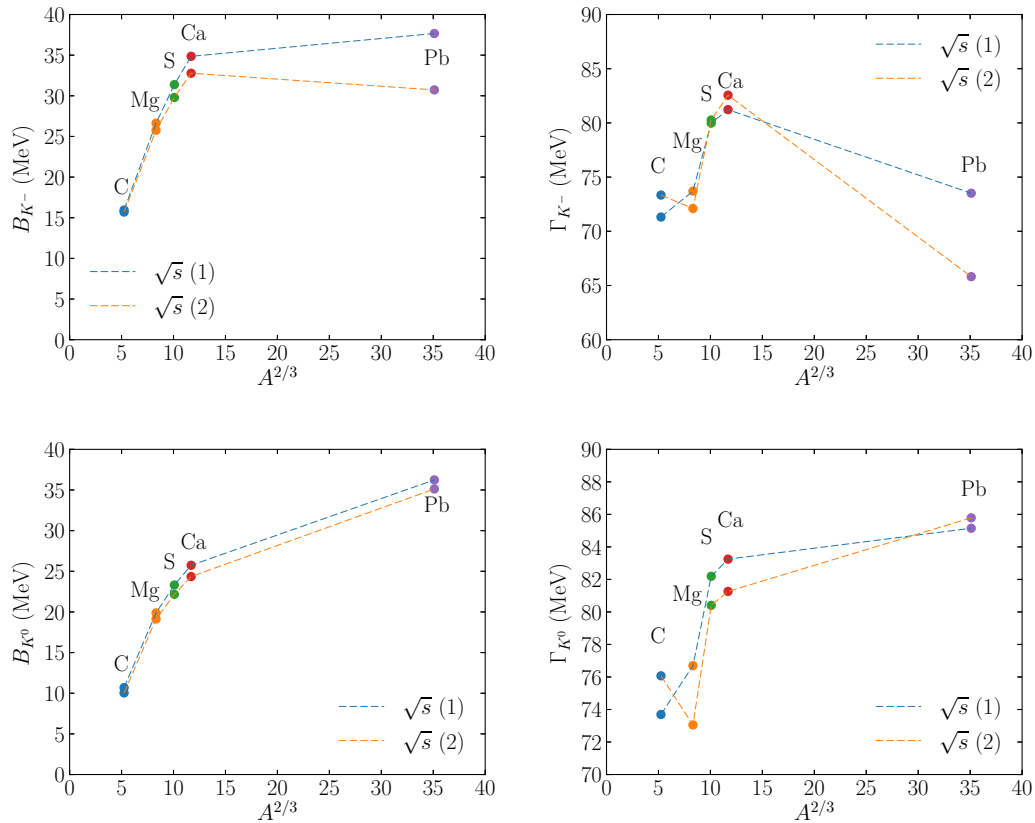 40
35
30
25
20
15
10
5
0
B_{K^-} (MeV)
C
Mg
S
Ca
Pb
√s (1)
√s (2)
0 5 10 15 20 25 30 35 40
A^{2/3}
90
85
80
75
70
65
60
Γ_{K^-} (MeV)
C
Mg
S
Ca
Pb
√s (1)
√s (2)
0 5 10 15 20 25 30 35 40
A^{2/3}
40
35
30
25
20
15
10
5
0
B_{K^0} (MeV)
C
Mg
S
Ca
Pb
√s (1)
√s (2)
0 5 10 15 20 25 30 35 40
A^{2/3}
90
88
86
84
82
80
78
76
74
72
70
Γ_{K^0} (MeV)
C
Mg
S
Ca
Pb
√s (1)
√s (2)
0 5 10 15 20 25 30 35 40
A^{2/3}